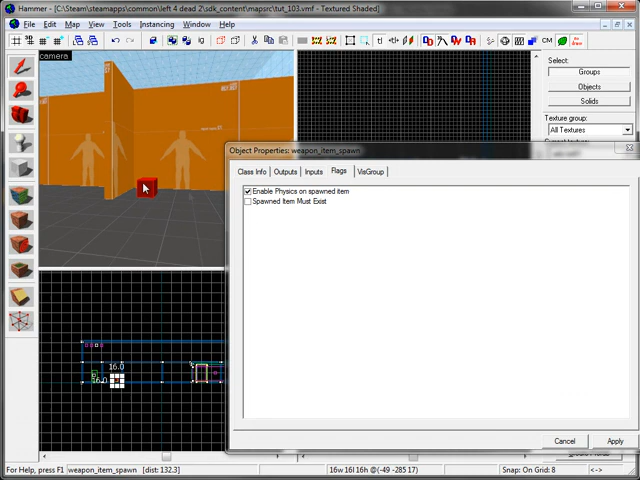 Hammer - [C:\Steam\steamapps\common\left 4 dead 2\sdk_content\mapsrc\tut_103.vmf - Textured Shaded]
File Edit Map View Tools Instancing Window Help
camera
Select:
Groups
Objects
Solids
Texture group:
All Textures
Object Properties: weapon_item_spawn
Class Info Outputs Inputs Flags VisGroup
Enable Physics on spawned item
Spawned Item Must Exist
16.0
16.0
Cancel Apply
For Help, press F1 weapon_item_spawn [dist: 132.3] 16w 16l 16h @(-49 -285 17) Snap: On Grid: 8 <->